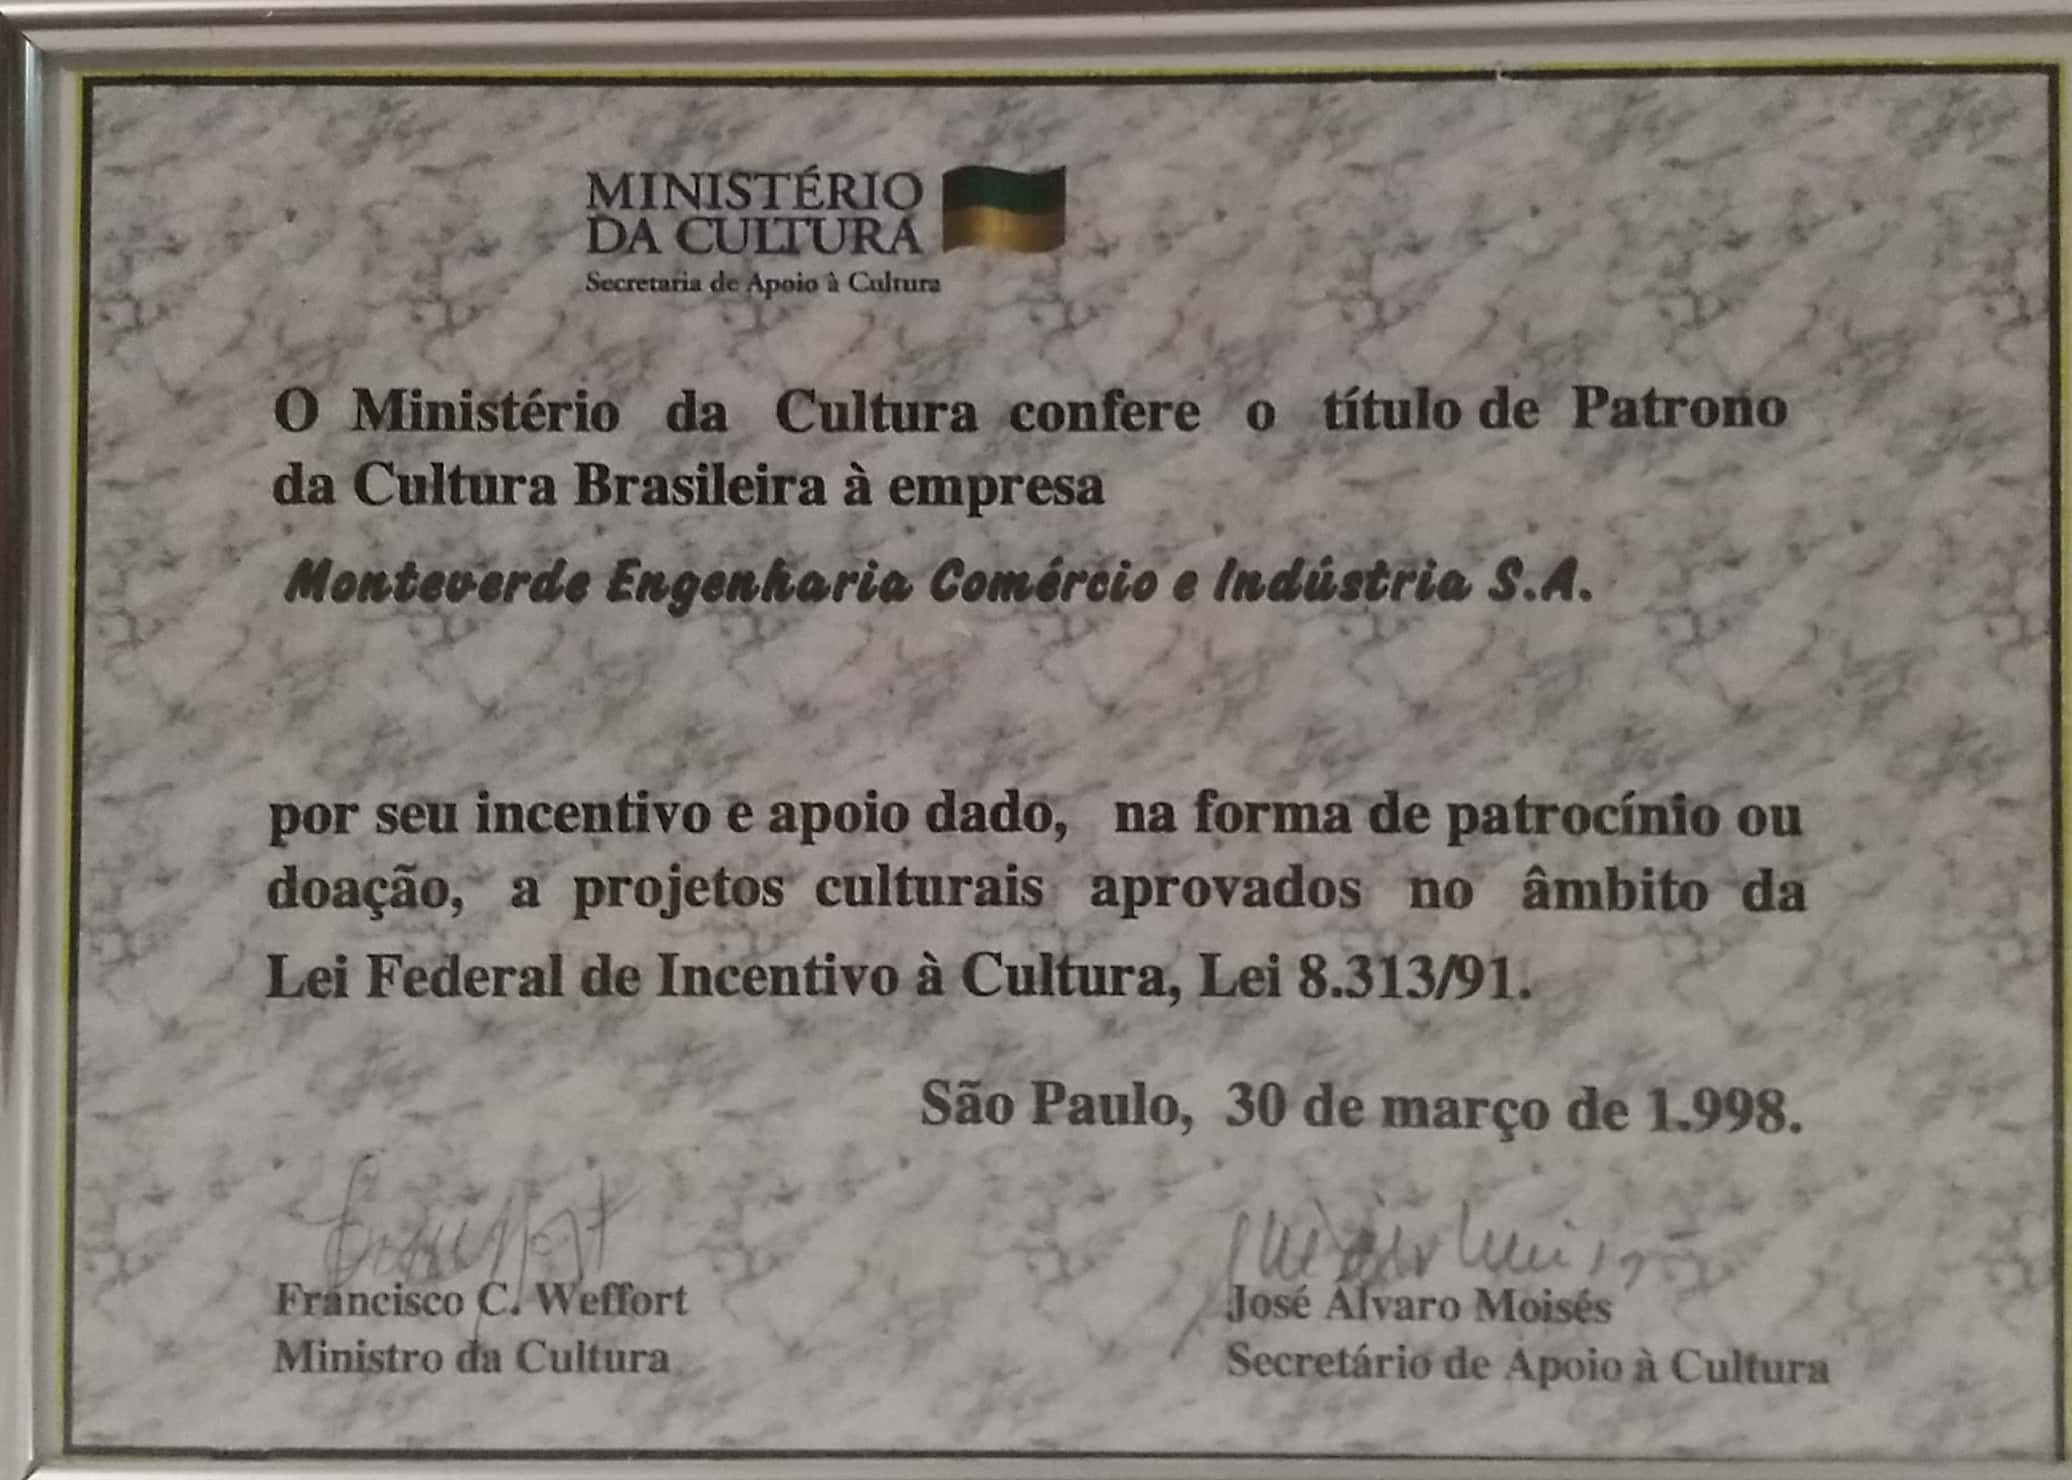 MINISTÉRIO
DA CULTURA
Secretaria de Apoio à Cultura
O Ministério da Cultura confere o título de Patrono
da Cultura Brasileira à empresa
Monteverde Engenharia Comércio e Indústria S.A.
por seu incentivo e apoio dado, na forma de patrocínio ou
doação, a projetos culturais aprovados no âmbito da
Lei Federal de Incentivo à Cultura, Lei 8.313/91.
São Paulo, 30 de março de 1.998.
Francisco C. Weffort
Ministro da Cultura
José Álvaro Moisés
Secretário de Apoio à Cultura